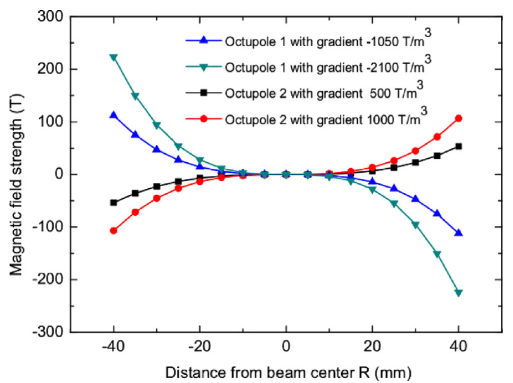 300
200
100
0
-100
-200
-300
Magnetic field strength (T)
Octupole 1 with gradient -1050 T/m³
Octupole 1 with gradient -2100 T/m³
Octupole 2 with gradient 500 T/m³
Octupole 2 with gradient 1000 T/m³
-40 -20 0 20 40
Distance from beam center R (mm)